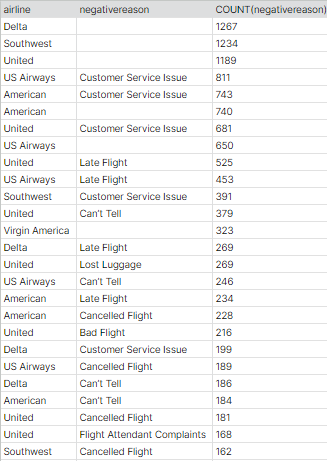 airline negativereason COUNT(negativereason)
Delta 1267
Southwest 1234
United 1189
US Airways Customer Service Issue 811
American Customer Service Issue 743
American 740
United Customer Service Issue 681
US Airways 650
United Late Flight 525
US Airways Late Flight 453
Southwest Customer Service Issue 391
United Can't Tell 379
Virgin America 323
Delta Late Flight 269
United Lost Luggage 269
US Airways Can't Tell 246
American Late Flight 234
American Cancelled Flight 228
United Bad Flight 216
Delta Customer Service Issue 199
US Airways Cancelled Flight 189
Delta Can't Tell 186
American Can't Tell 184
United Cancelled Flight 181
United Flight Attendant Complaints 168
Southwest Cancelled Flight 162